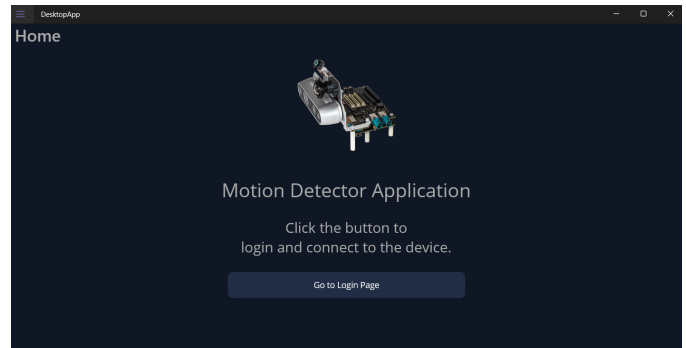 DesktopApp
Home
Motion Detector Application
Click the button to
login and connect to the device.
Go to Login Page